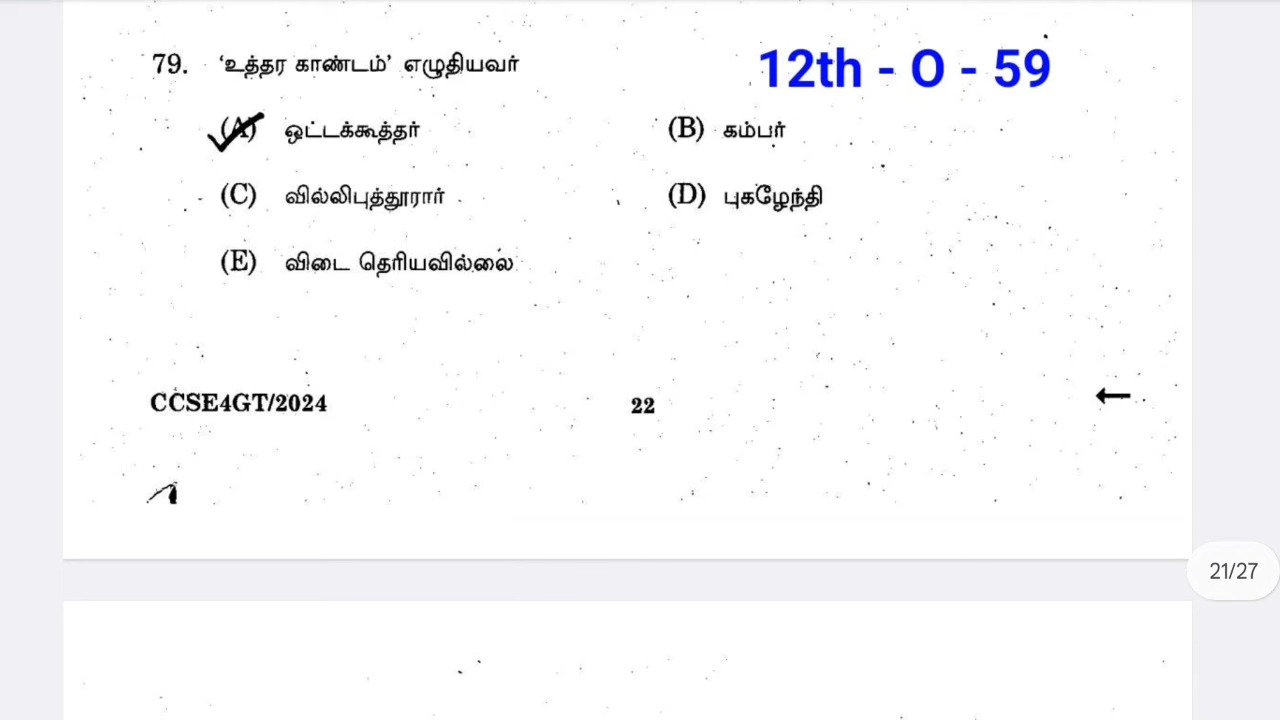 79. ‘உத்தர காண்டம்’ எழுதியவர்
12th - O - 59
(A) ஒட்டக்கூத்தர்
(B) கம்பர்
(C) வில்லிபுத்தூரார்
(D) புகழேந்தி
(E) விடை தெரியவில்லை
CCSE4GT/2024
22
21/27